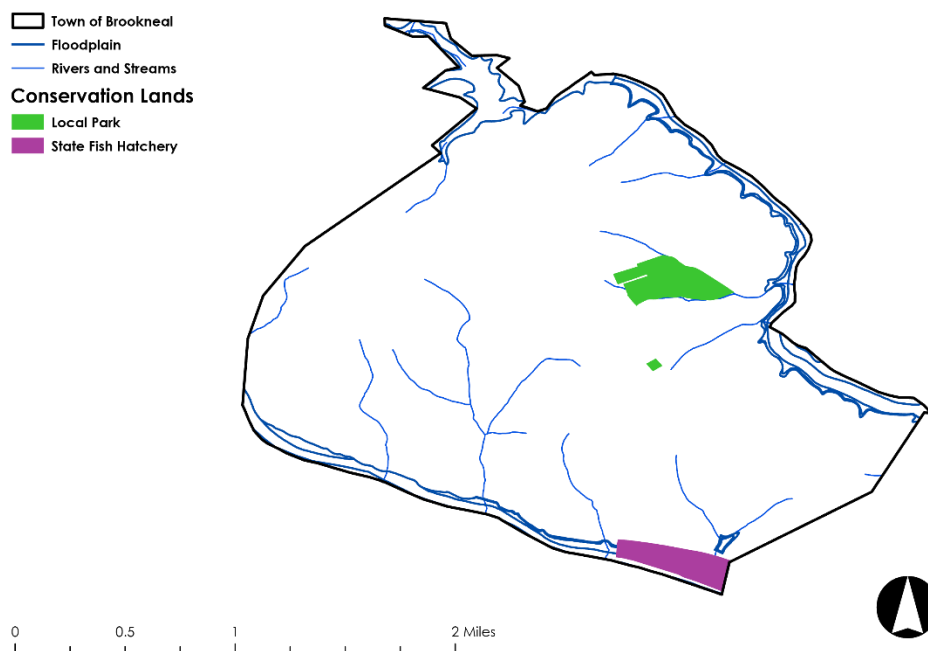 Town of Brookneal
Floodplain
Rivers and Streams
Conservation Lands
Local Park
State Fish Hatchery
0 0.5 1 2 Miles